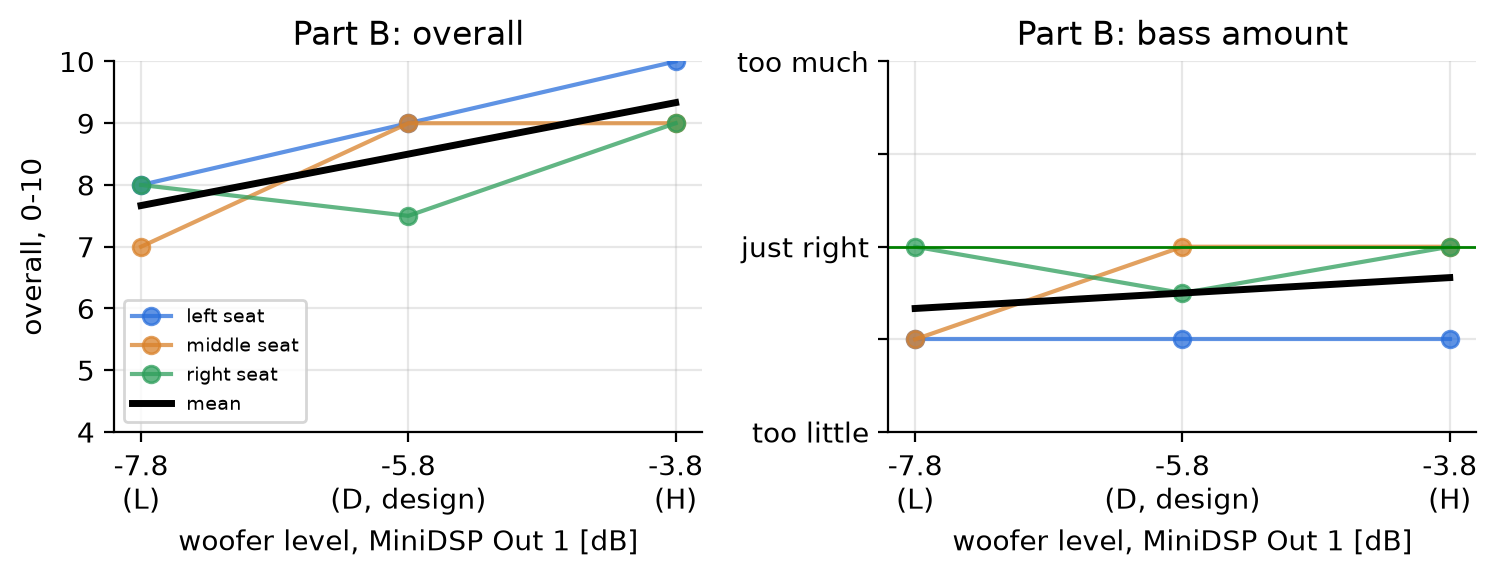 Part B: overall
overall, 0-10
10
9
8
7
6
5
4
left seat
middle seat
right seat
mean
-7.8
(L)
-5.8
(D, design)
-3.8
(H)
woofer level, MiniDSP Out 1 [dB]
Part B: bass amount
too much
just right
too little
-7.8
(L)
-5.8
(D, design)
-3.8
(H)
woofer level, MiniDSP Out 1 [dB]